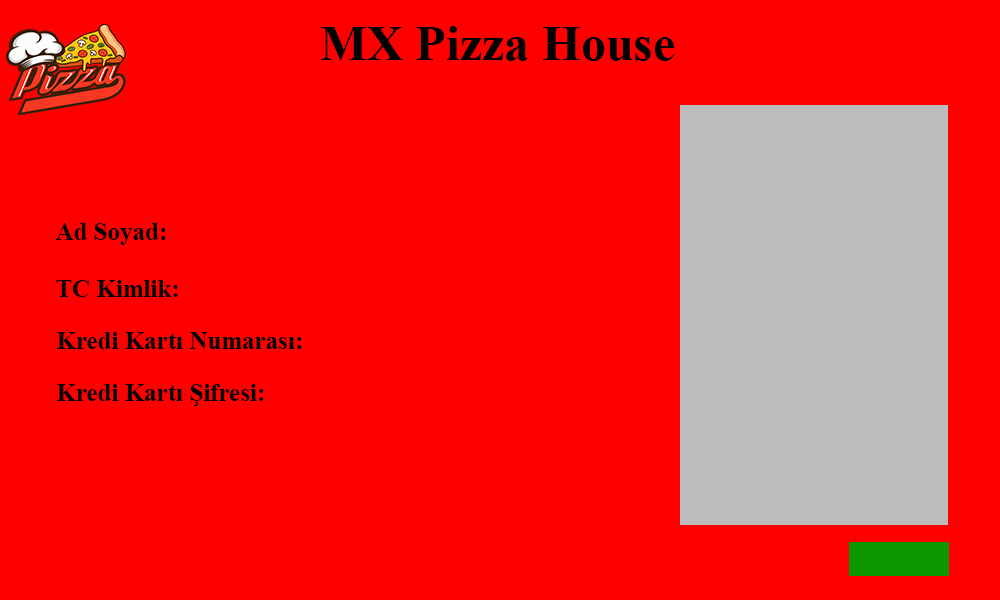 MX Pizza House
Pizza
Ad Soyad:
TC Kimlik:
Kredi Kartı Numarası:
Kredi Kartı Şifresi: